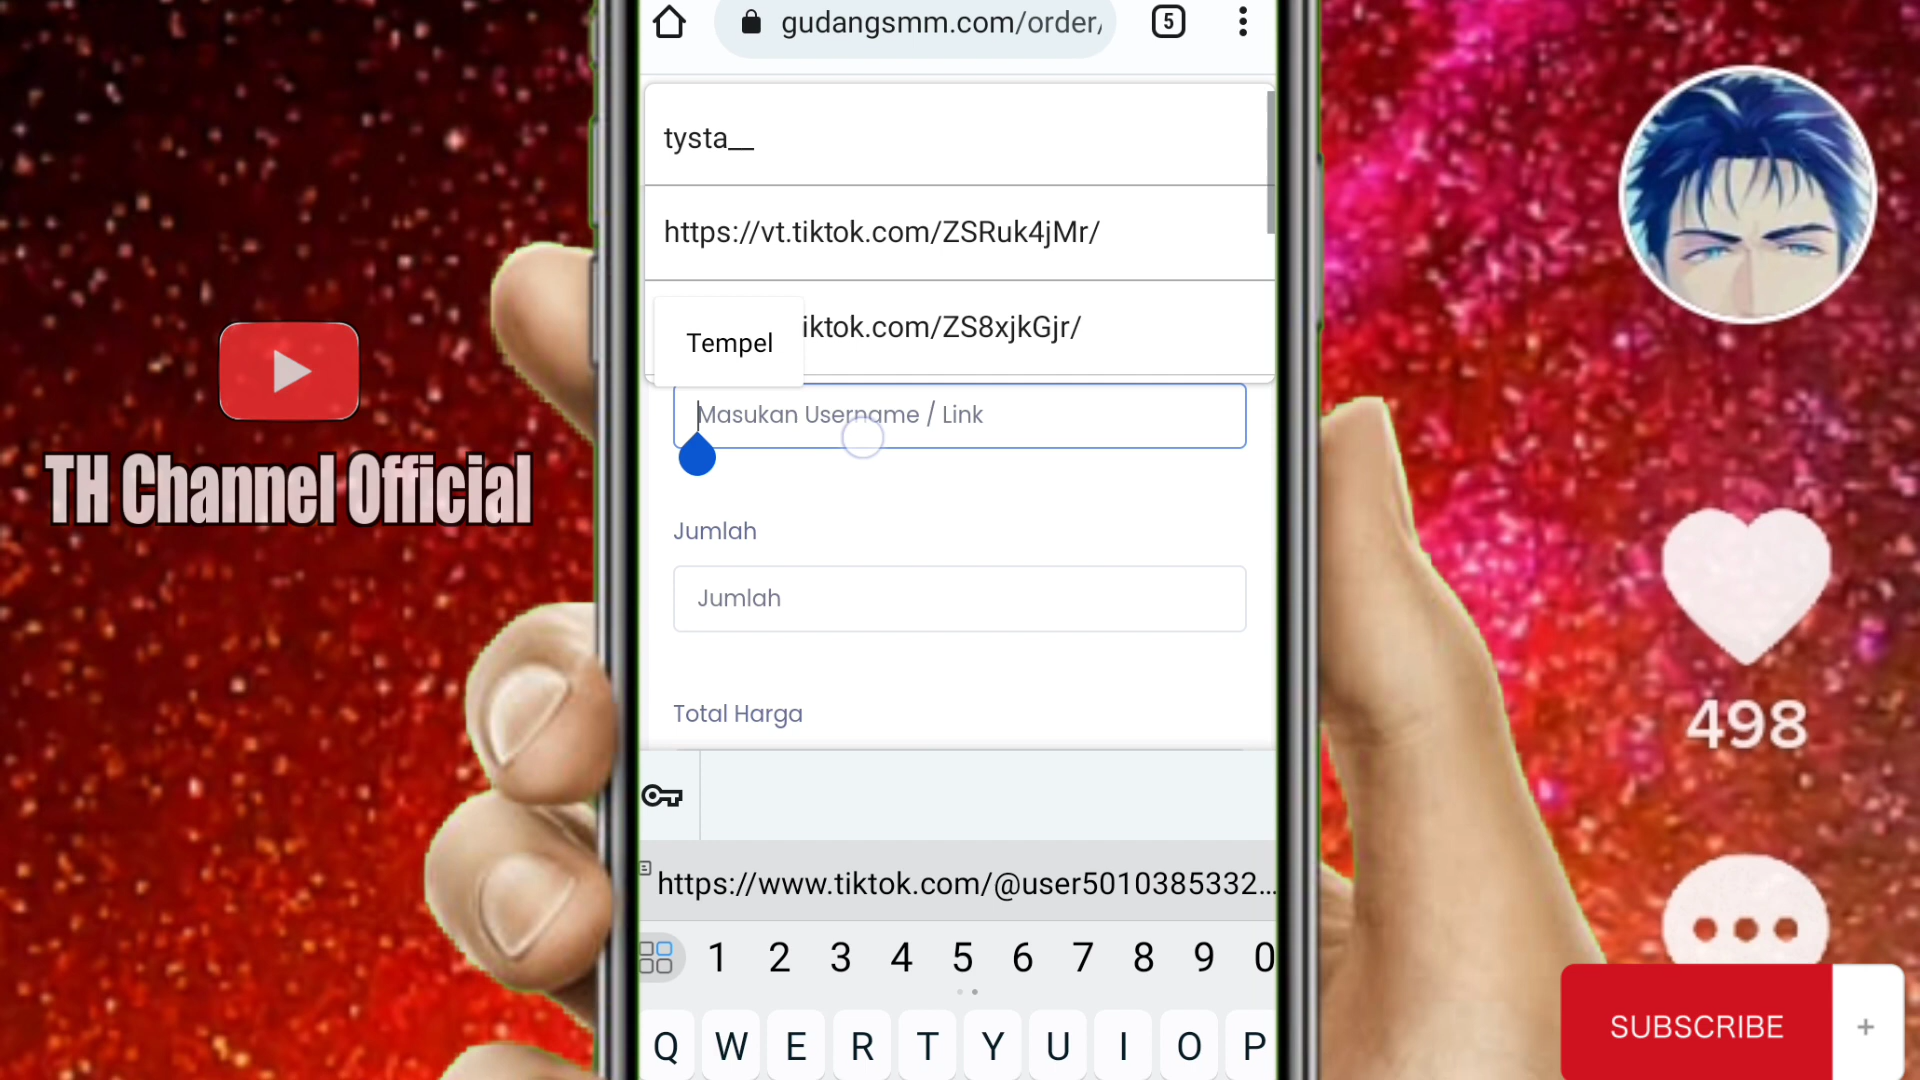 gudangsmm.com/order/
5
tysta__
https://vt.tiktok.com/ZSRuk4jMr/
iktok.com/ZS8xjkGjr/
Tempel
Masukan Username / Link
Jumlah
Jumlah
Total Harga
https://www.tiktok.com/@user5010385332...
1 2 3 4 5 6 7 8 9 0
Q W E R T Y U I O P
TH Channel Official
498
SUBSCRIBE +